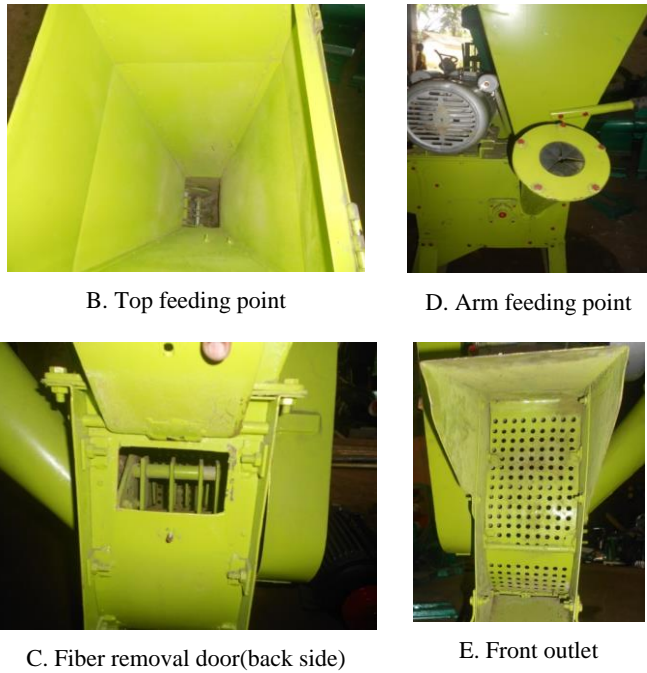 B. Top feeding point
D. Arm feeding point
C. Fiber removal door(back side)
E. Front outlet